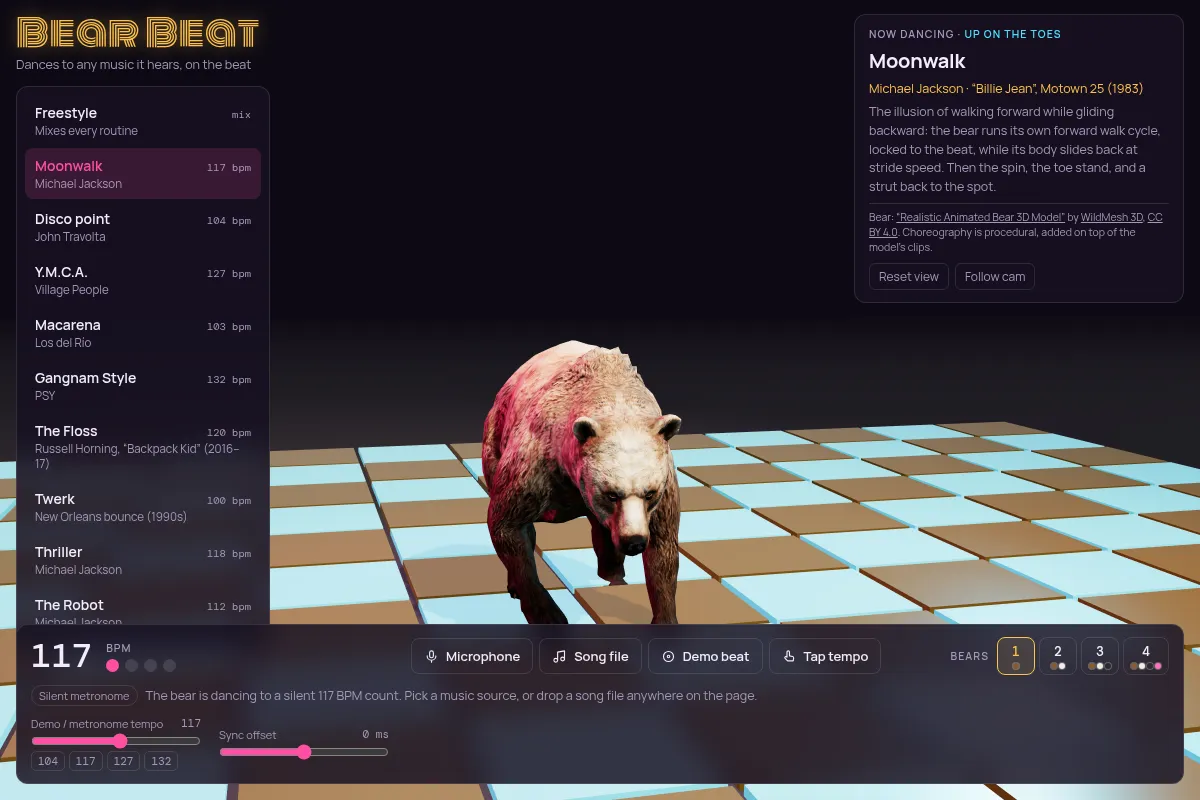 BEAR BEAT
Dances to any music it hears, on the beat
Freestyle
mix
Mixes every routine
Moonwalk
117 bpm
Michael Jackson
Disco point
104 bpm
John Travolta
Y.M.C.A.
127 bpm
Village People
Macarena
103 bpm
Los del Río
Gangnam Style
132 bpm
PSY
The Floss
120 bpm
Russell Horning, “Backpack Kid” (2016–
17)
Twerk
100 bpm
New Orleans bounce (1990s)
Thriller
118 bpm
Michael Jackson
The Robot
112 bpm
Michael Jackson
NOW DANCING · UP ON THE TOES
Moonwalk
Michael Jackson · “Billie Jean”, Motown 25 (1983)
The illusion of walking forward while gliding
backward: the bear runs its own forward walk cycle,
locked to the beat, while its body slides back at
stride speed. Then the spin, the toe stand, and a
strut back to the spot.
Bear: “Realistic Animated Bear 3D Model” by WildMesh 3D, CC
BY 4.0. Choreography is procedural, added on top of the
model’s clips.
Reset view
Follow cam
117
BPM
Microphone
Song file
Demo beat
Tap tempo
BEARS
1
2
3
4
Silent metronome
The bear is dancing to a silent 117 BPM count. Pick a music source, or drop a song file anywhere on the page.
Demo / metronome tempo
117
Sync offset
0 ms
104
117
127
132